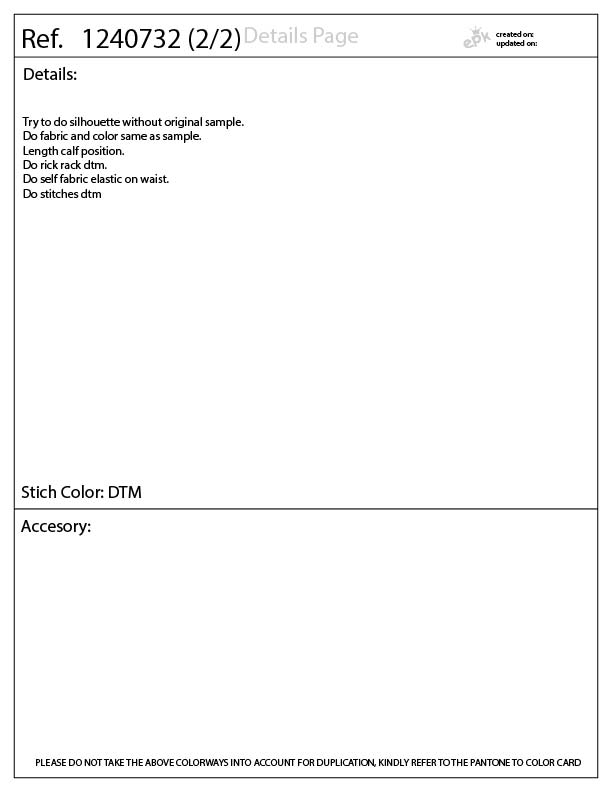 Ref. 1240732 (2/2) Details Page
epk
created on:
updated on:
Details:
Try to do silhouette without original sample.
Do fabric and color same as sample.
Length calf position.
Do rick rack dtm.
Do self fabric elastic on waist.
Do stitches dtm
Stich Color: DTM
Accesory:
PLEASE DO NOT TAKE THE ABOVE COLORWAYS INTO ACCOUNT FOR DUPLICATION, KINDLY REFER TO THE PANTONE TO COLOR CARD